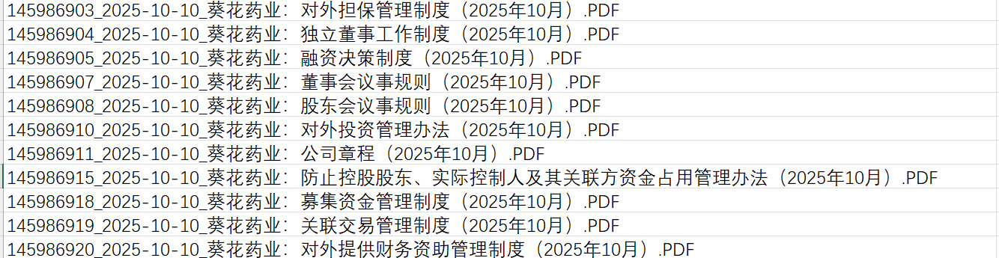 145986903_2025-10-10_葵花药业：对外担保管理制度（2025年10月）.PDF
145986904_2025-10-10_葵花药业：独立董事工作制度（2025年10月）.PDF
145986905_2025-10-10_葵花药业：融资决策制度（2025年10月）.PDF
145986907_2025-10-10_葵花药业：董事会议事规则（2025年10月）.PDF
145986908_2025-10-10_葵花药业：股东会议事规则（2025年10月）.PDF
145986910_2025-10-10_葵花药业：对外投资管理办法（2025年10月）.PDF
145986911_2025-10-10_葵花药业：公司章程（2025年10月）.PDF
145986915_2025-10-10_葵花药业：防止控股股东、实际控制人及其关联方资金占用管理办法（2025年10月）.PDF
145986918_2025-10-10_葵花药业：募集资金管理制度（2025年10月）.PDF
145986919_2025-10-10_葵花药业：关联交易管理制度（2025年10月）.PDF
145986920_2025-10-10_葵花药业：对外提供财务资助管理制度（2025年10月）.PDF